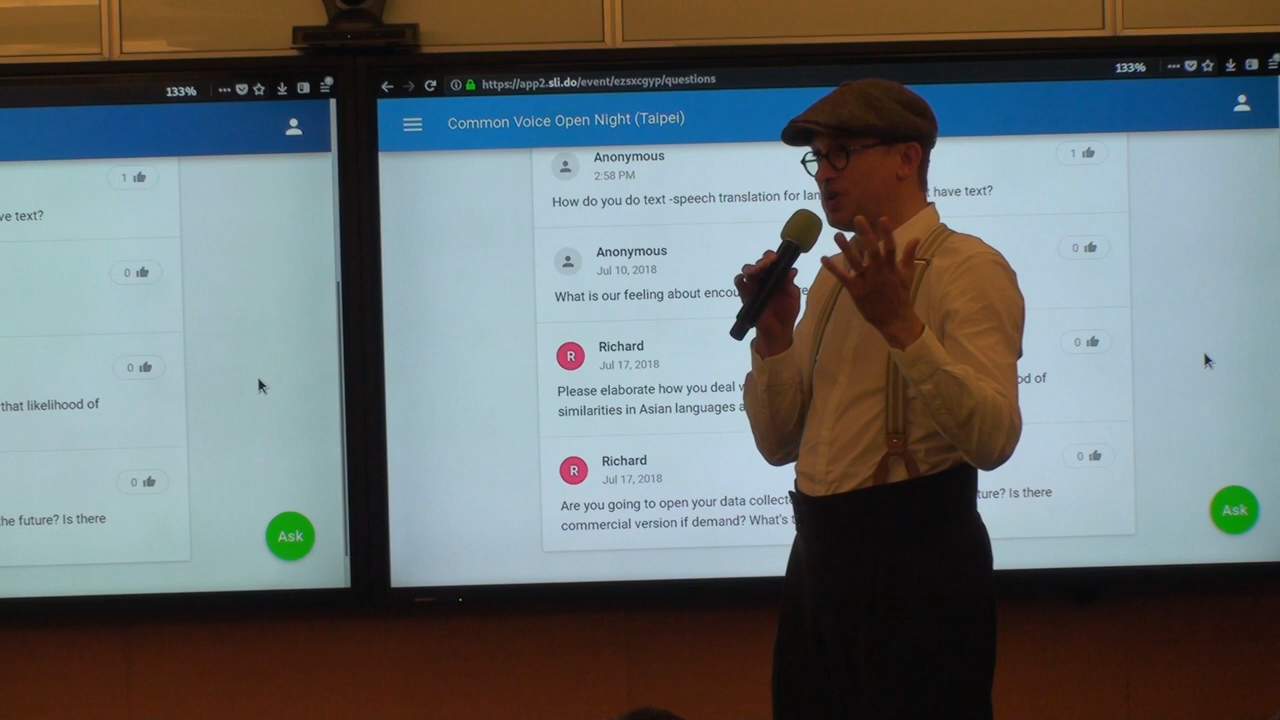 133%
1
ve text?
0
0
that likelihood of
0
he future? Is there
Ask
https://app2.sli.do/event/ezsxcgyp/questions
133%
Common Voice Open Night (Taipei)
Anonymous
2:58 PM
1
How do you do text -speech translation for lan t have text?
Anonymous
Jul 10, 2018
0
What is our feeling about encou re
R
Richard
Jul 17, 2018
0
Please elaborate how you deal w od of
similarities in Asian languages a
R
Richard
Jul 17, 2018
0
Are you going to open your data collect ture? Is there
commercial version if demand? What's t
Ask